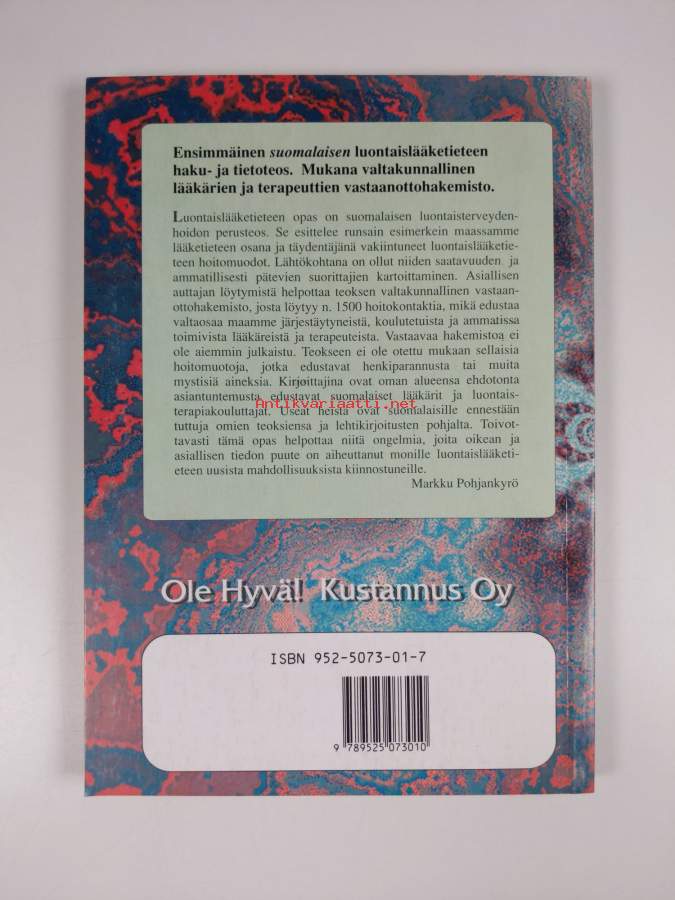 Ensimmäinen suomalaisen luontaislääketieteen
haku- ja tietoteos. Mukana valtakunnallinen
lääkärien ja terapeuttien vastaanottohakemisto.
Luontaislääketieteen opas on suomalaisen luontaisterveyden-
hoidon perusteos. Se esittelee runsain esimerkein maassamme
lääketieteen osana ja täydentäjänä vakiintuneet luontaislääketie-
teen hoitomuodot. Lähtökohtana on ollut niiden saatavuuden ja
ammatillisesti pätevien suorittajien kartoittaminen. Asiallisen
auttajan löytymistä helpottaa teoksen valtakunnallinen vastaan-
ottohakemisto, josta löytyy n. 1500 hoitokontaktia, mikä edustaa
valtaosaa maamme järjestäytyneistä, koulutetuista ja ammatissa
toimivista lääkäreistä ja terapeuteista. Vastaavaa hakemistoa ei
ole aiemmin julkaistu. Teokseen ei ole otettu mukaan sellaisia
hoitomuotoja, jotka edustavat henkiparannusta tai muita
mystisiä aineksia. Kirjoittajina ovat oman alueensa ehdotonta
asiantuntemusta edustavat suomalaiset lääkärit ja luontais-
Antikvariaatti.net
terapiakouluttajat. Useat heistä ovat suomalaisille ennestään
tuttuja omien teoksiensa ja lehtikirjoitusten pohjalta. Toivot-
tavasti tämä opas helpottaa niitä ongelmia, joita oikean ja
asiallisen tiedon puute on aiheuttanut monille luontaislääketi-
eteen uusista mahdollisuuksista kiinnostuneille.
Markku Pohjankyrö
Ole Hyvä! Kustannus Oy
ISBN 952-5073-01-7
9 789525 073010